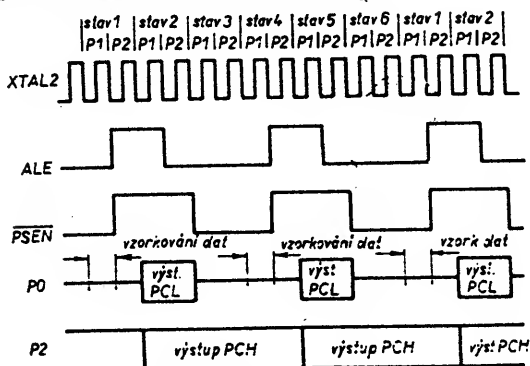 stav1 stav2 stav3 stav4 stav5 stav6 stav1 stav2
P1 P2 P1 P2 P1 P2 P1 P2 P1 P2 P1 P2 P1 P2 P1 P2
XTAL2
ALE
PSEN
vzorkování dat vzorkování dat vzork dat
P0
výst. výst výst.
PCL PCL PCL
P2
výstup PCH výstup PCH výst PCH